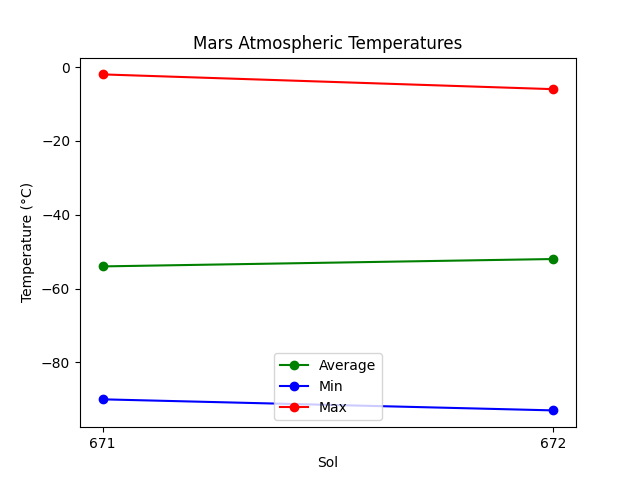 Mars Atmospheric Temperatures
Temperature (°C)
0
−20
−40
−60
−80
Average
Min
Max
671
672
Sol